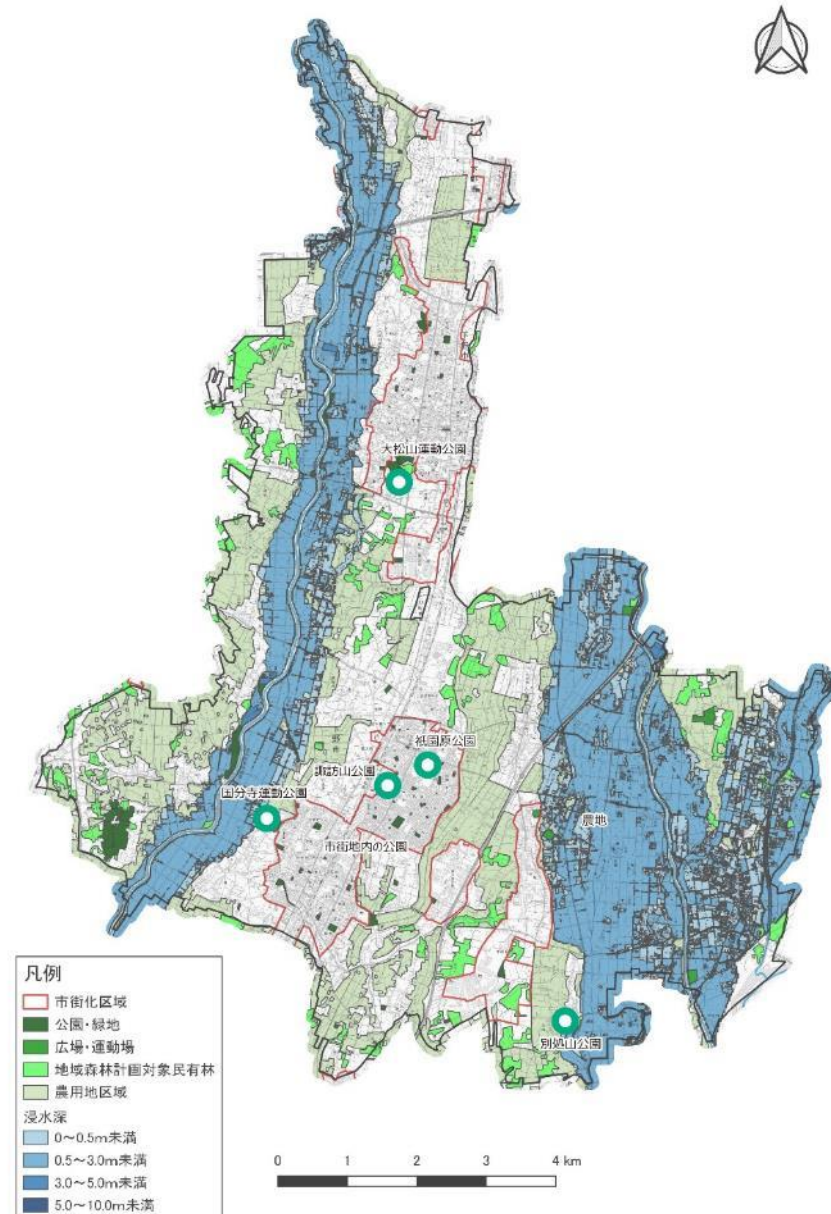 大松山運動公園
祇園原公園
諏訪山公園
国分寺運動公園
市街地内の公園
農地
別処山公園
凡例
市街化区域
公園・緑地
広場・運動場
地域森林計画対象民有林
農用地区域
浸水深
0～0.5m未満
0.5～3.0m未満
3.0～5.0m未満
5.0～10.0m未満
0 1 2 3 4 km